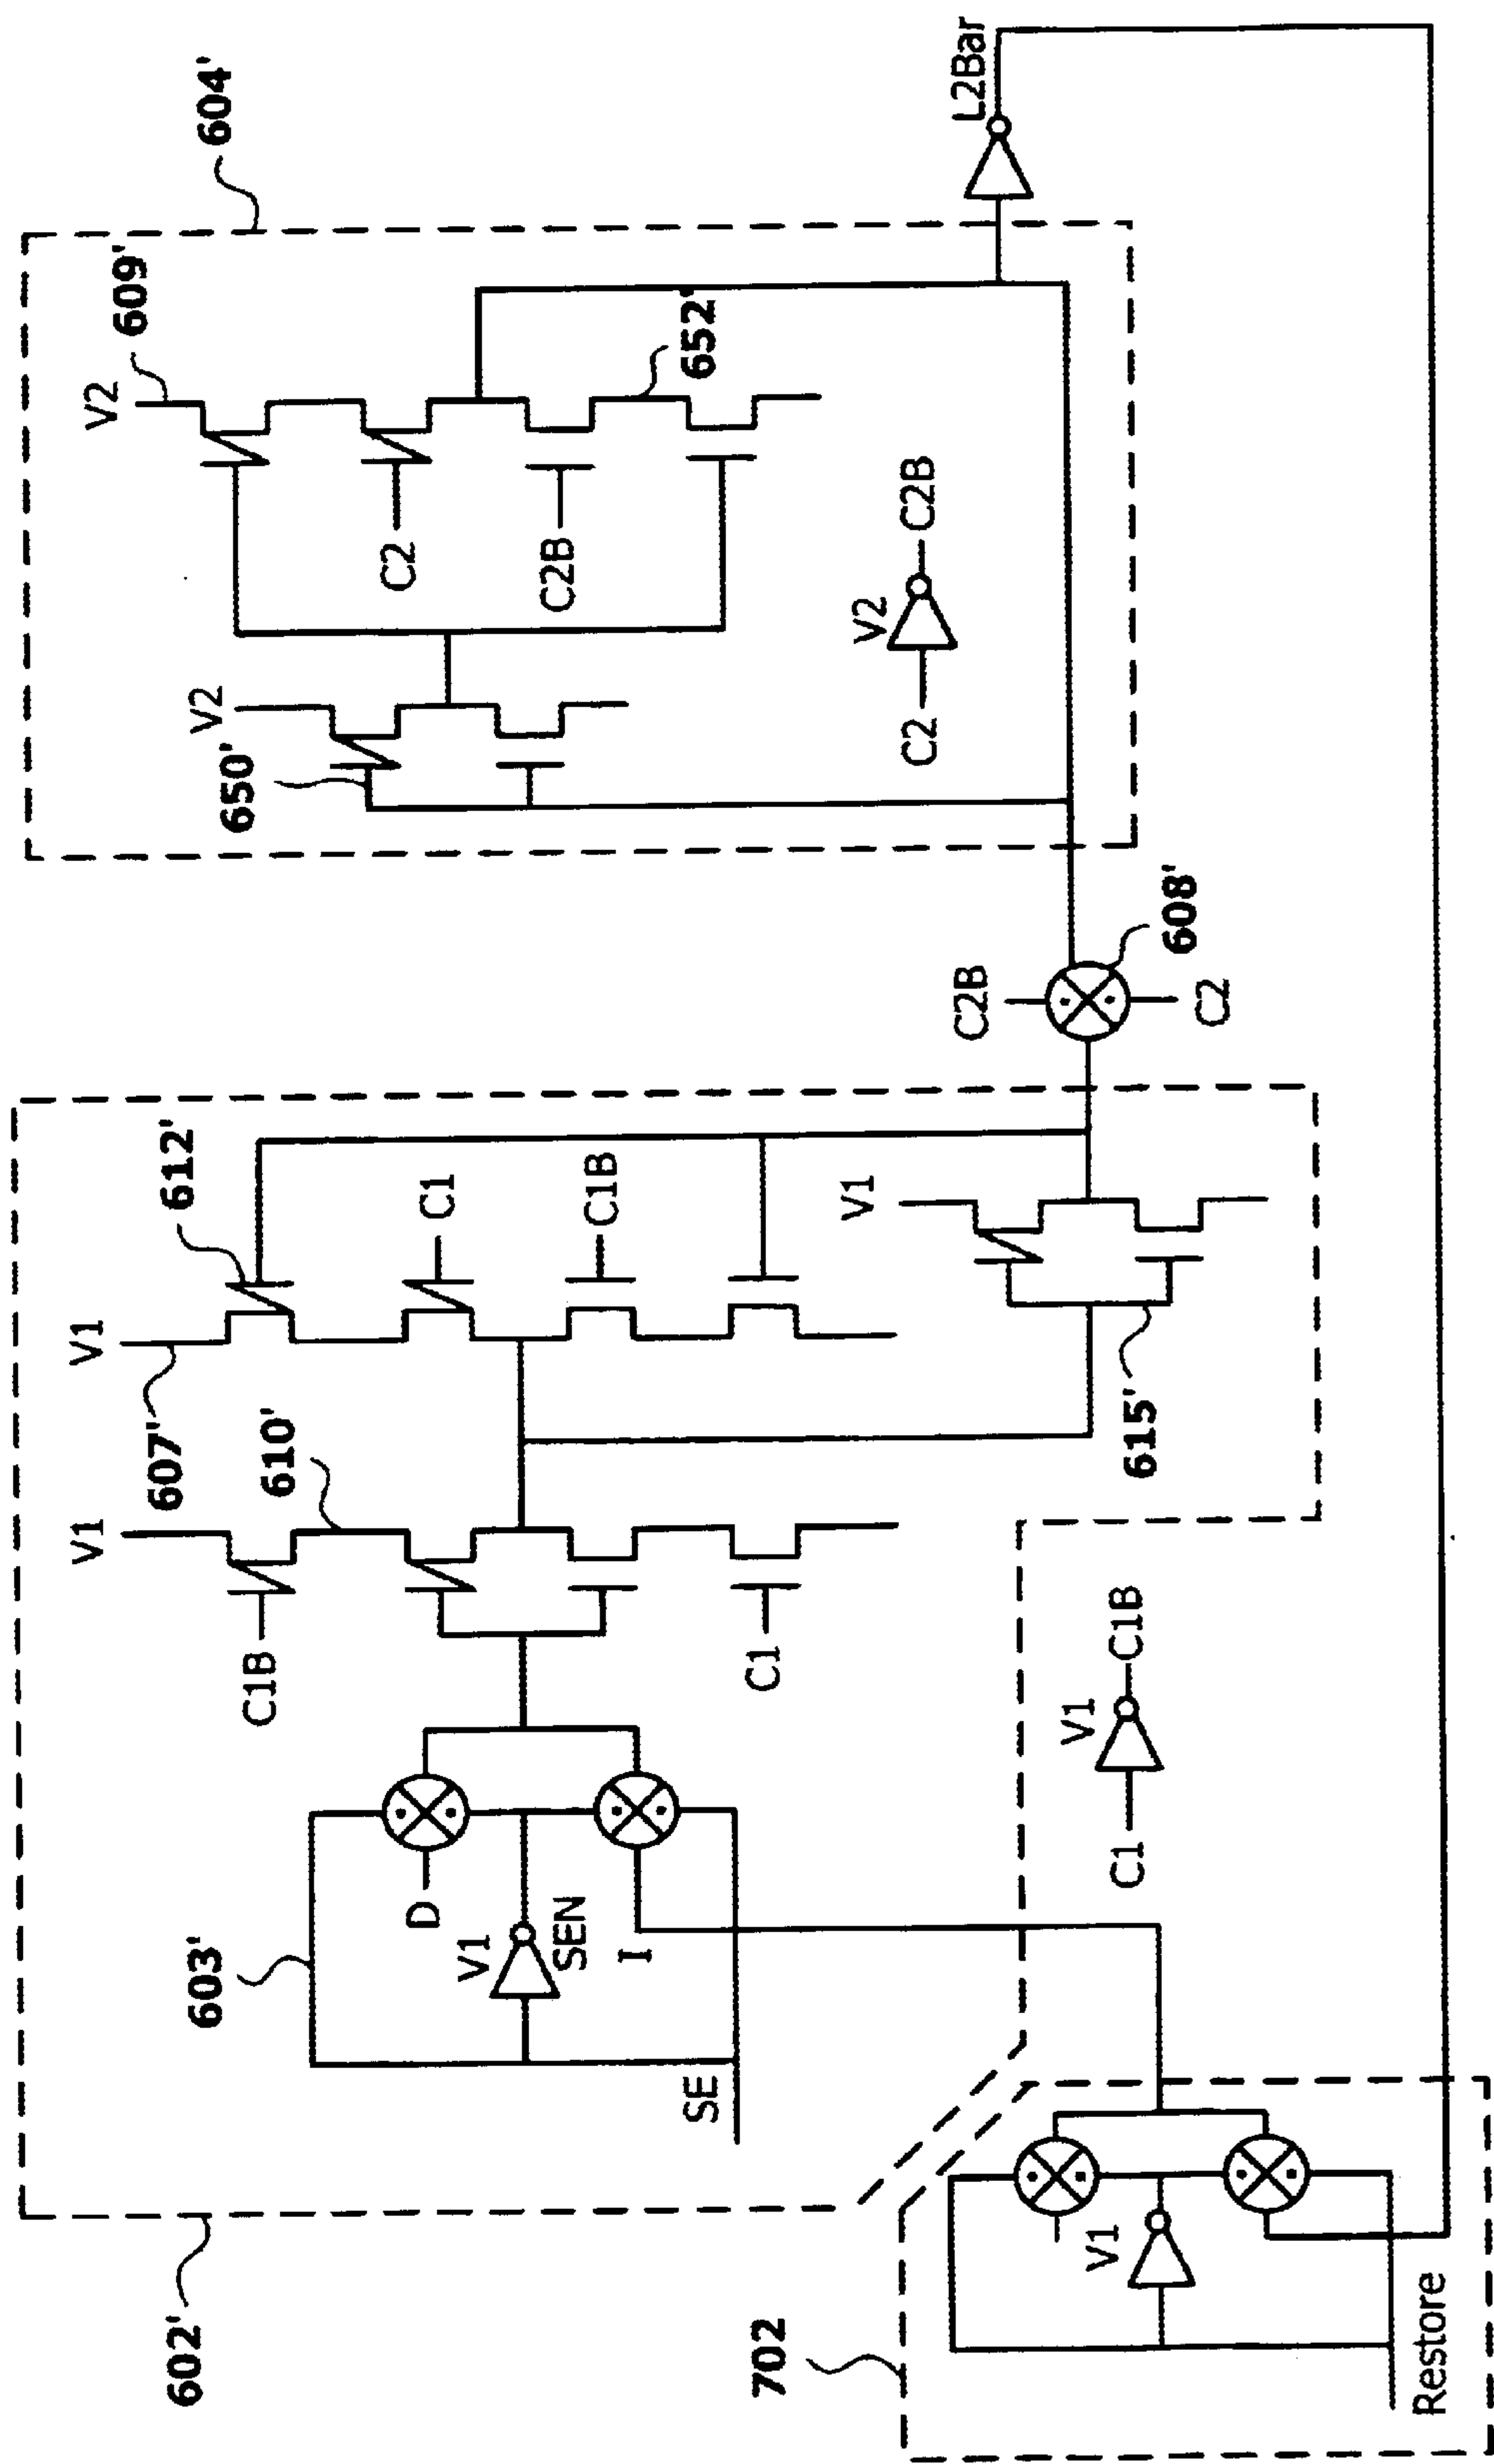 602'
603'
SE
V1
SEN
D
I
C1B
V1
610'
C1
607'
V1
612'
C1
C1B
V1
615'
C1
V1
C1B
C2B
608'
C2
604'
650'
V2
V2
609'
C2
C2B
652'
C2
V2
C2B
L2Bar
702
V1
Restore